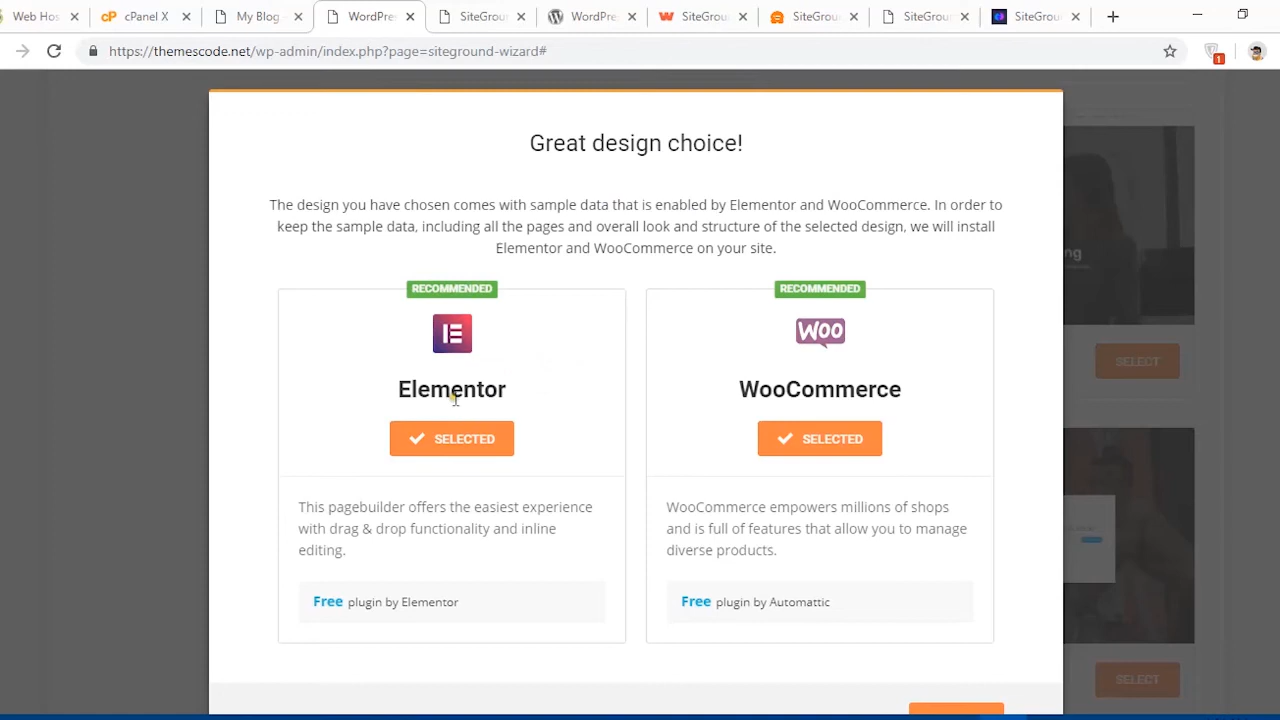 Web Hos
cPanel X
My Blog
WordPres
SiteGrou
WordPre
SiteGrou
SiteGrou
SiteGrou
SiteGrou
https://themescode.net/wp-admin/index.php?page=siteground-wizard#
1
Great design choice!
The design you have chosen comes with sample data that is enabled by Elementor and WooCommerce. In order to
keep the sample data, including all the pages and overall look and structure of the selected design, we will install
Elementor and WooCommerce on your site.
RECOMMENDED
Elementor
SELECTED
This pagebuilder offers the easiest experience
with drag & drop functionality and inline
editing.
Free plugin by Elementor
RECOMMENDED
WOO
WooCommerce
SELECTED
WooCommerce empowers millions of shops
and is full of features that allow you to manage
diverse products.
Free plugin by Automattic
ng
SELECT
SELECT